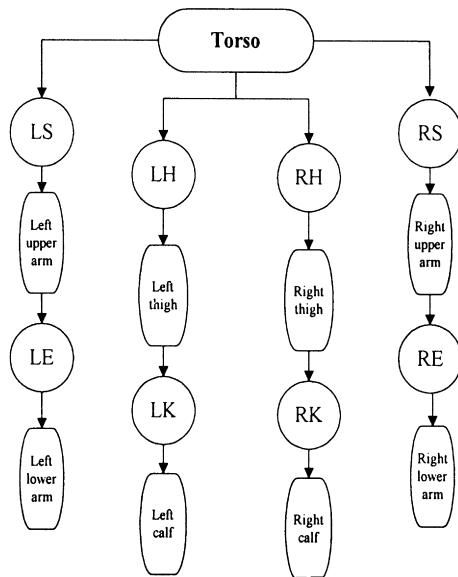 Torso
LS
RS
LH
RH
Left
upper
arm
Right
upper
arm
Left
thigh
Right
thigh
LE
RE
LK
RK
Left
lower
arm
Right
lower
arm
Left
calf
Right
calf